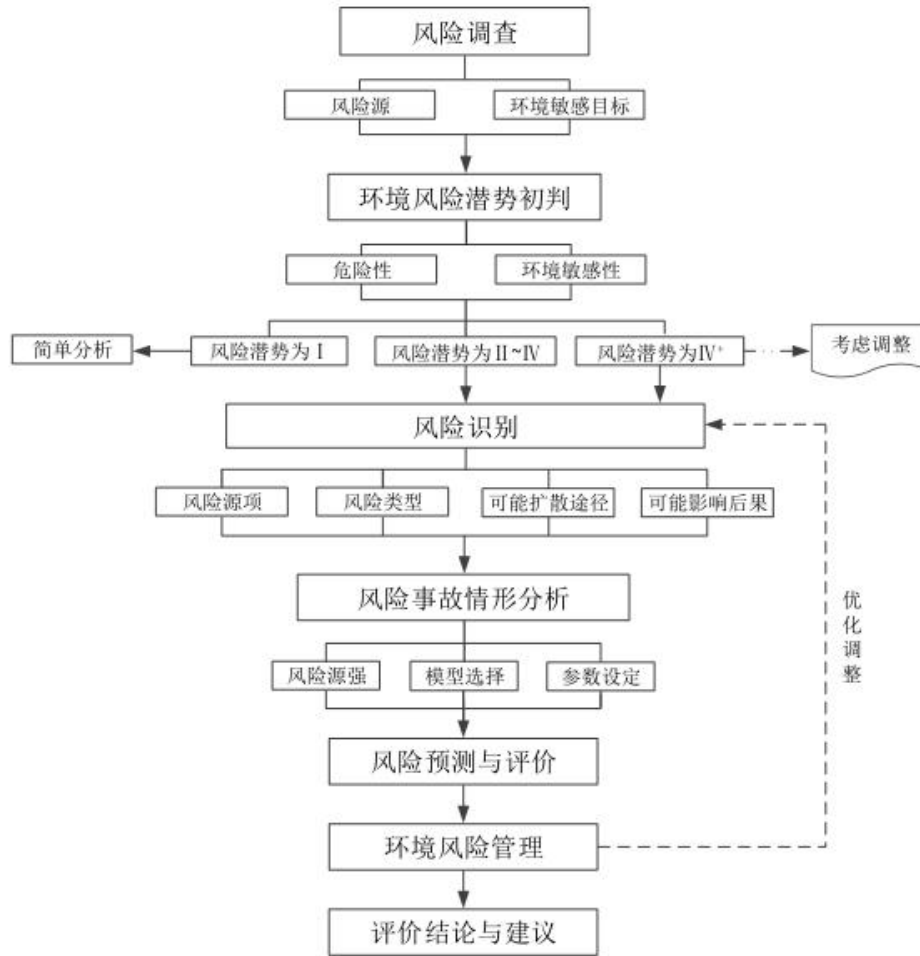 风险调查
风险源
环境敏感目标
环境风险潜势初判
危险性
环境敏感性
简单分析
风险潜势为Ⅰ
风险潜势为Ⅱ~Ⅳ
风险潜势为Ⅳ⁺
考虑调整
风险识别
风险源项
风险类型
可能扩散途径
可能影响后果
风险事故情形分析
风险源强
模型选择
参数设定
优化调整
风险预测与评价
环境风险管理
评价结论与建议